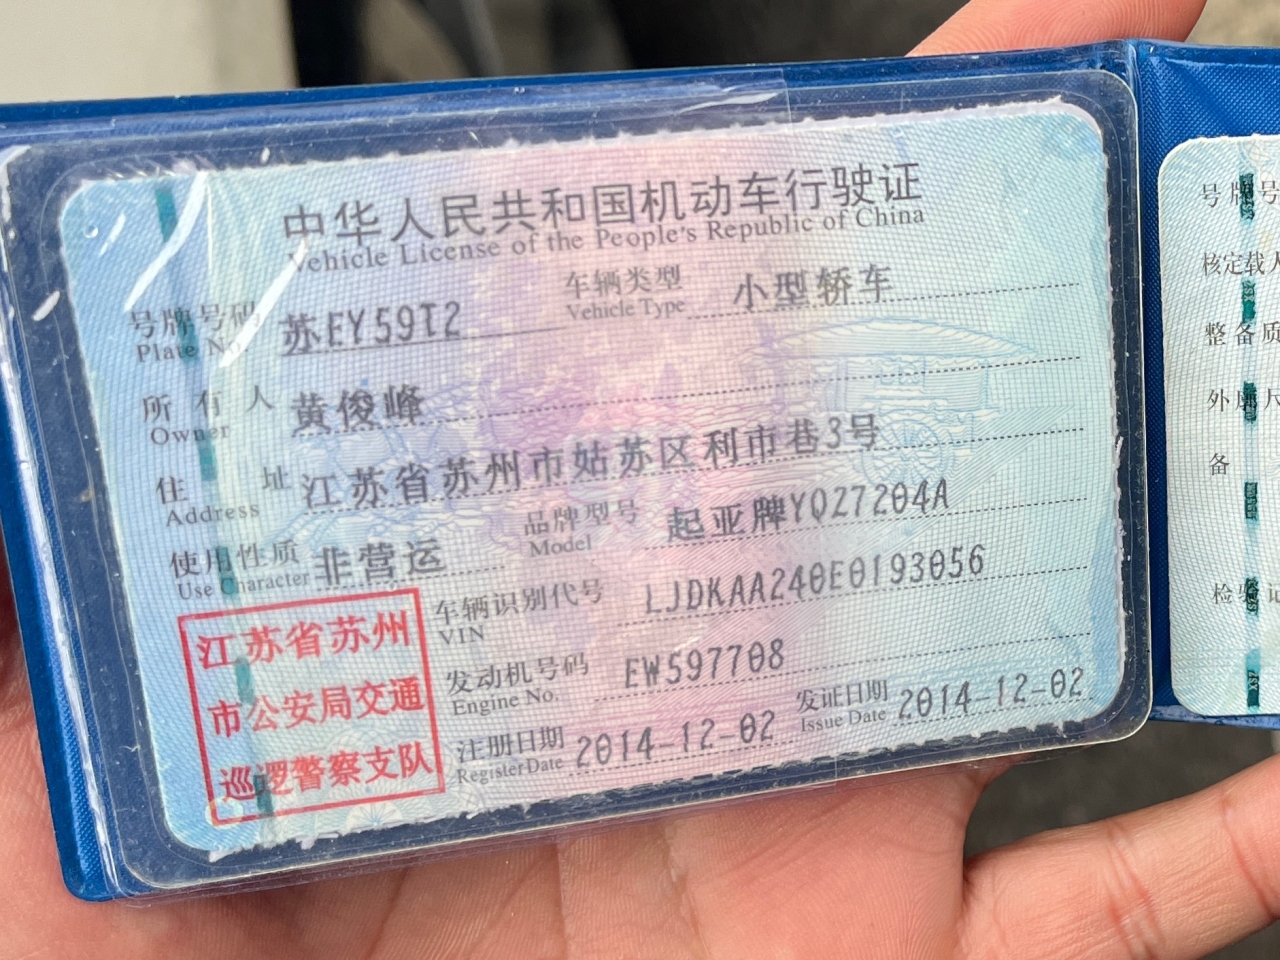 中华人民共和国机动车行驶证
Vehicle License of the People's Republic of China
号牌号码 苏EY59T2 车辆类型 小型轿车
Plate No. Vehicle Type
所有人 黄俊峰
Owner
住址 江苏省苏州市姑苏区利市巷3号
Address
使用性质 非营运 品牌型号 起亚牌YQZ7204A
Use Character Model
车辆识别代号 LJDKAA240E0193056
VIN
发动机号码 EW597708
Engine No.
注册日期 2014-12-02 发证日期 2014-12-02
Register Date Issue Date
江苏省苏州
市公安局交通
巡逻警察支队
号牌号
核定载人
整备质
外廓尺
备
检验记